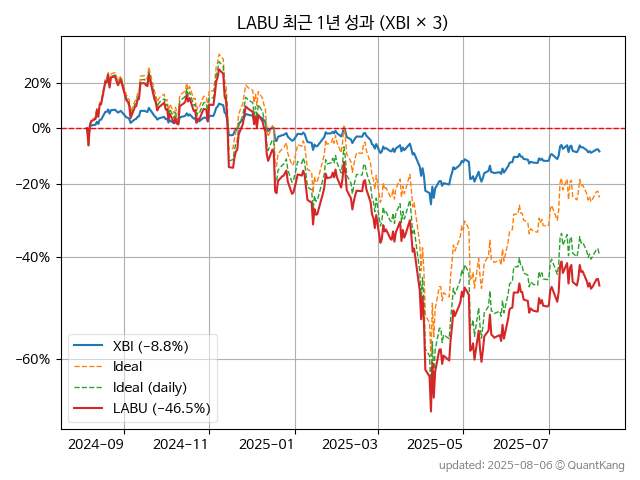 LABU 최근 1년 성과 (XBI × 3)
20%
0%
−20%
−40%
−60%
XBI (−8.8%)
Ideal
Ideal (daily)
LABU (−46.5%)
2024-09
2024-11
2025-01
2025-03
2025-05
2025-07
updated: 2025-08-06 © QuantKang